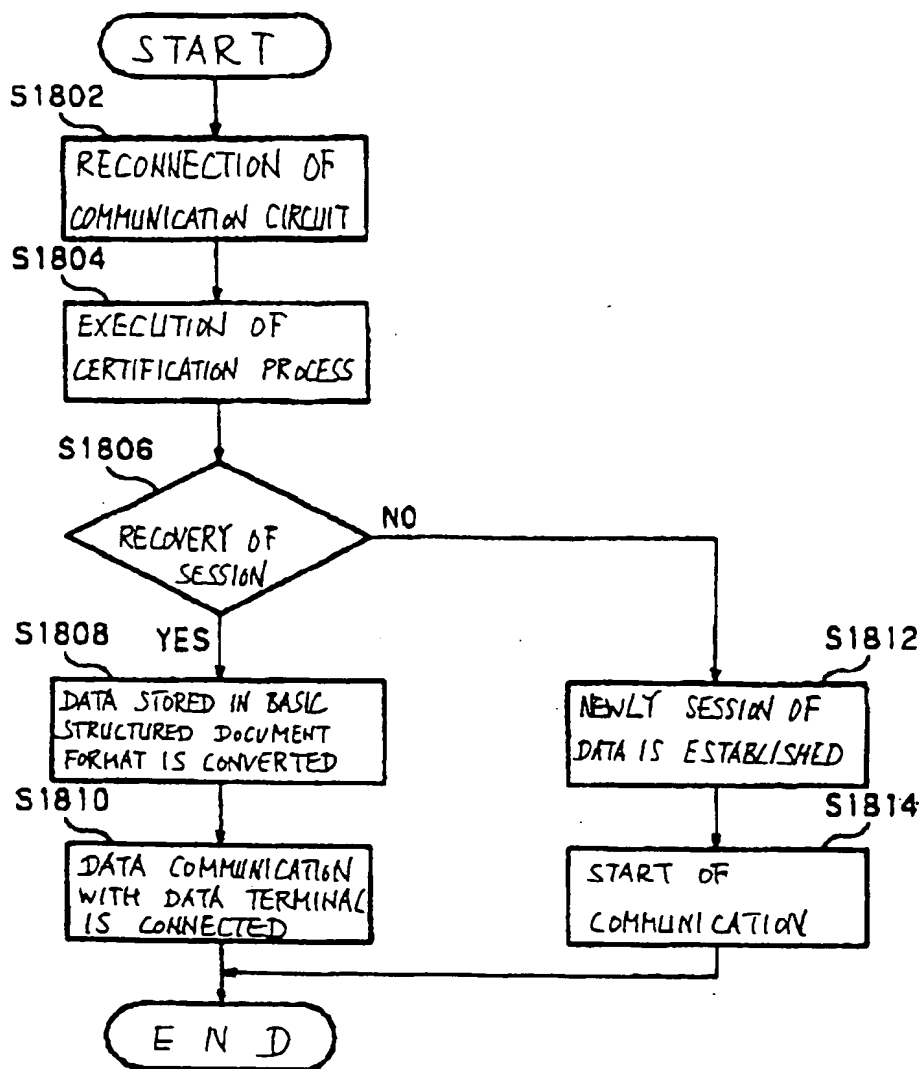 START
S1802
RECONNECTION OF
COMMUNICATION CIRCUIT
S1804
EXECUTION OF
CERTIFICATION PROCESS
S1806
RECOVERY OF
SESSION
NO
YES
S1808
DATA STORED IN BASIC
STRUCTURED DOCUMENT
FORMAT IS CONVERTED
S1810
DATA COMMUNICATION
WITH DATA TERMINAL
IS CONNECTED
S1812
NEWLY SESSION OF
DATA IS ESTABLISHED
S1814
START OF
COMMUNICATION
END